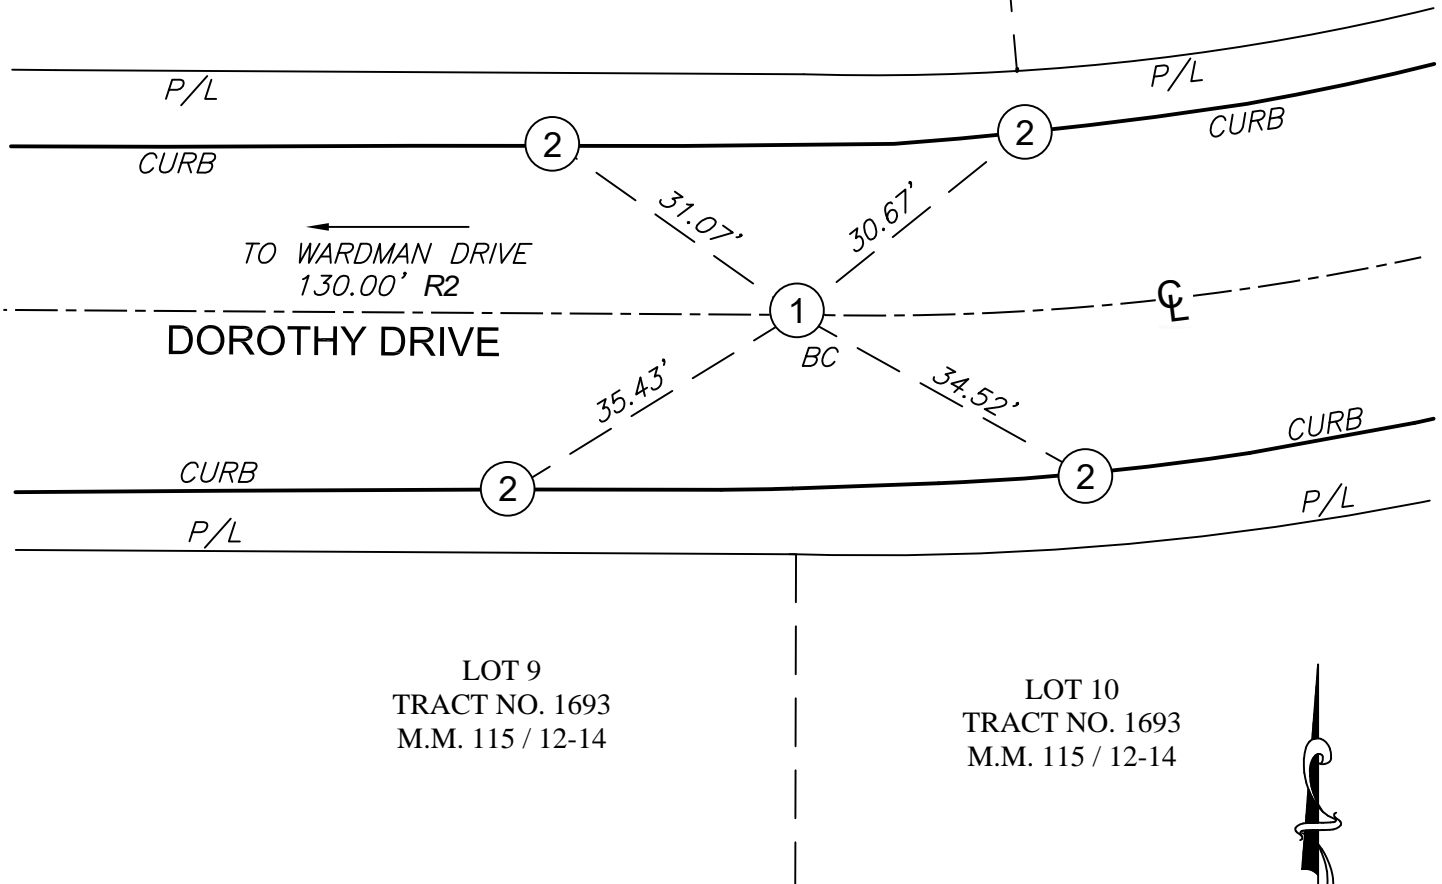 P/L
P/L
CURB
2
2
CURB
31.07'
30.67'
TO WARDMAN DRIVE
130.00' R2
1
℄
DOROTHY DRIVE
BC
35.43'
34.52'
CURB
CURB
2
2
P/L
P/L
LOT 9
TRACT NO. 1693
M.M. 115 / 12-14
LOT 10
TRACT NO. 1693
M.M. 115 / 12-14